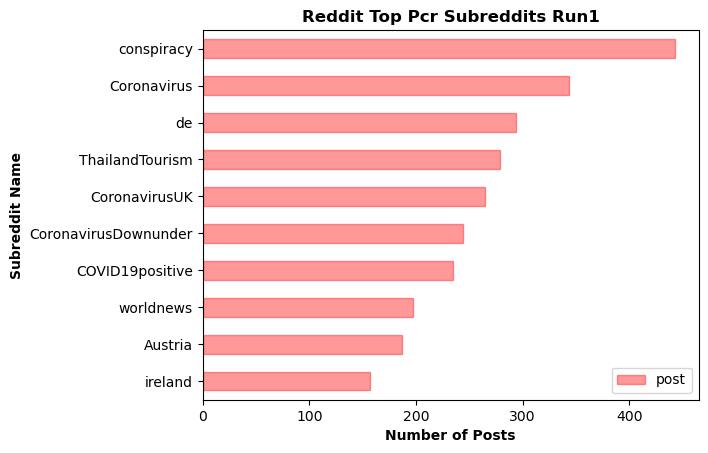 Reddit Top Pcr Subreddits Run1
Subreddit Name
conspiracy
Coronavirus
de
ThailandTourism
CoronavirusUK
CoronavirusDownunder
COVID19positive
worldnews
Austria
ireland
post
0 100 200 300 400
Number of Posts